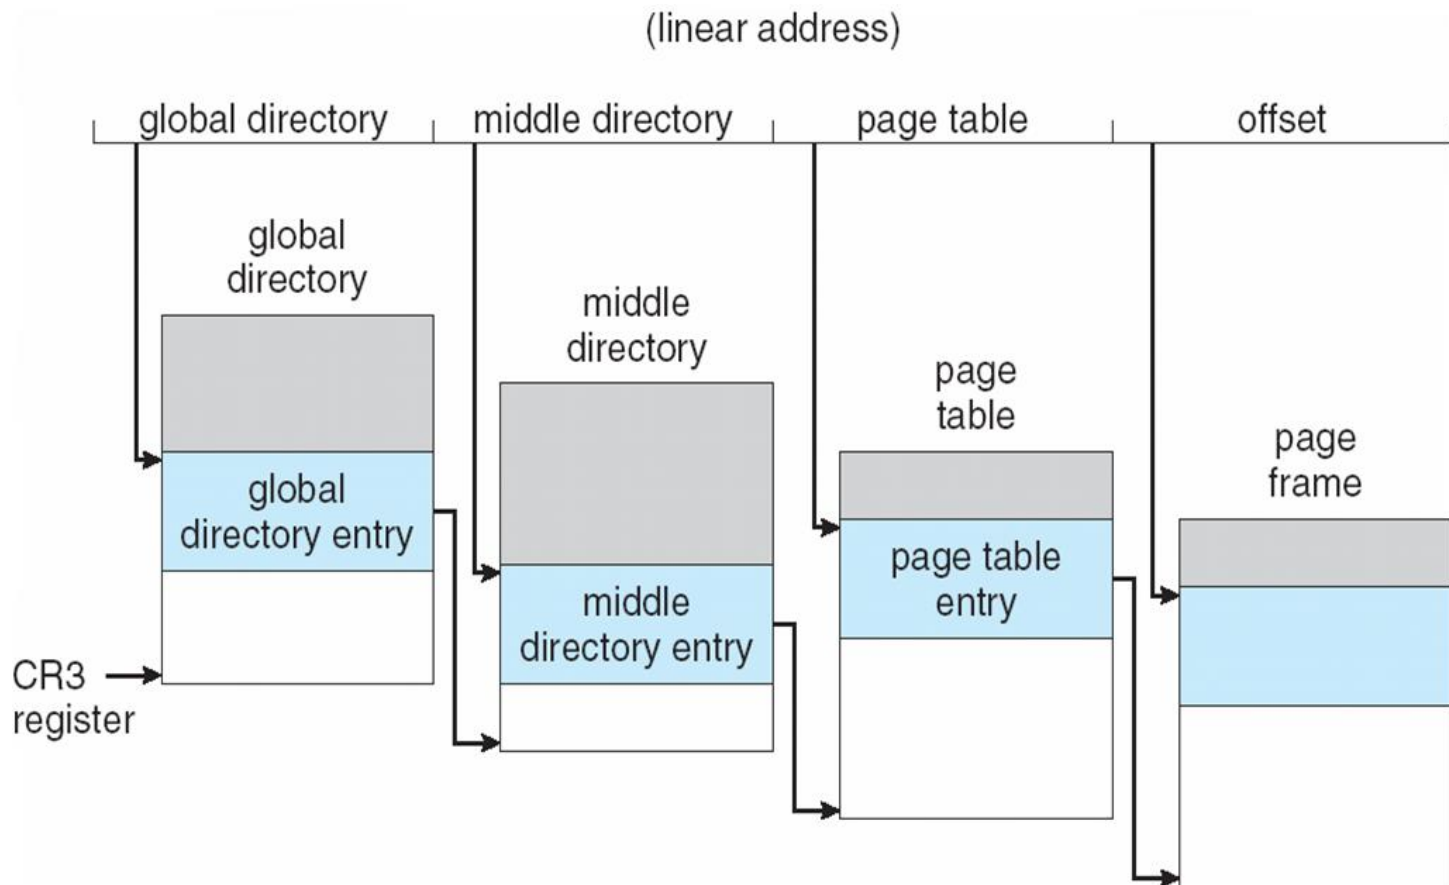 (linear address)
global directory
middle directory
page table
offset
global
directory
middle
directory
page
table
page
frame
global
directory entry
middle
directory entry
page table
entry
CR3
register